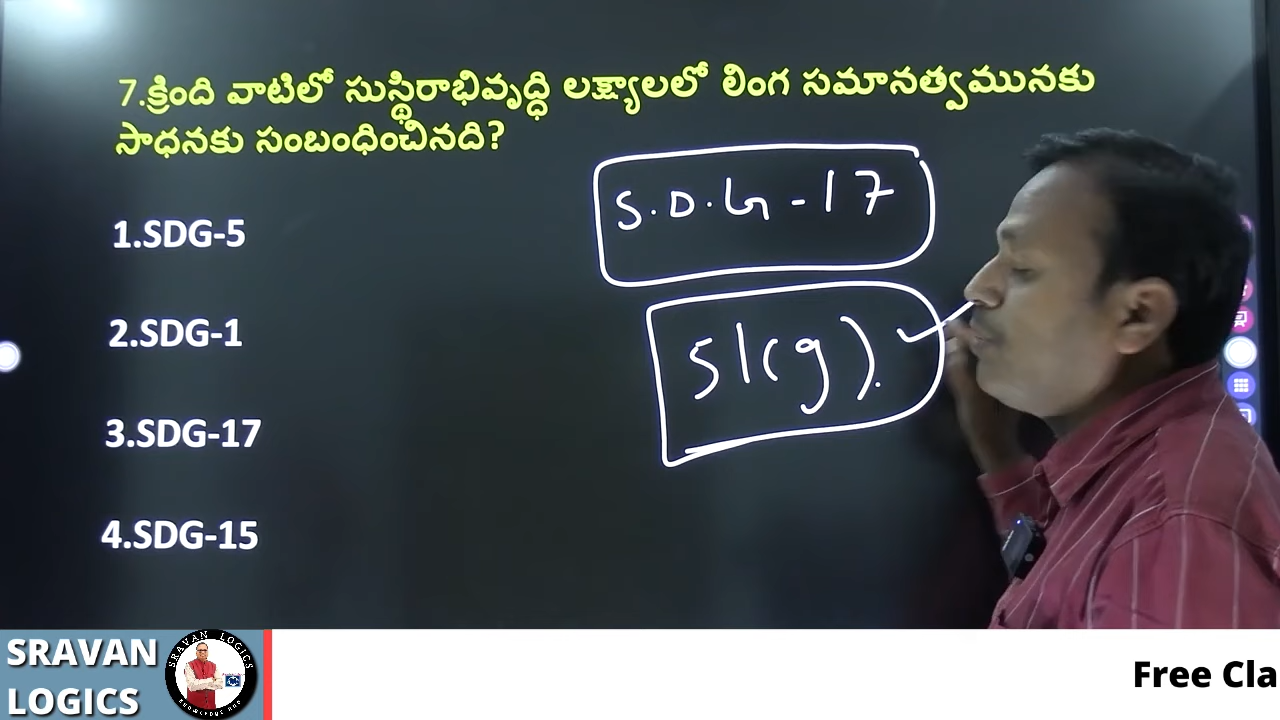 7.క్రింది వాటిలో సుస్థిరాభివృద్ధి లక్ష్యాలలో లింగ సమానత్వమునకు
సాధనకు సంబంధించినది?
S.D.G-17
1.SDG-5
51(g).
2.SDG-1
3.SDG-17
4.SDG-15
SRAVAN
LOGICS
SRAVAN LOGICS
Free Cla